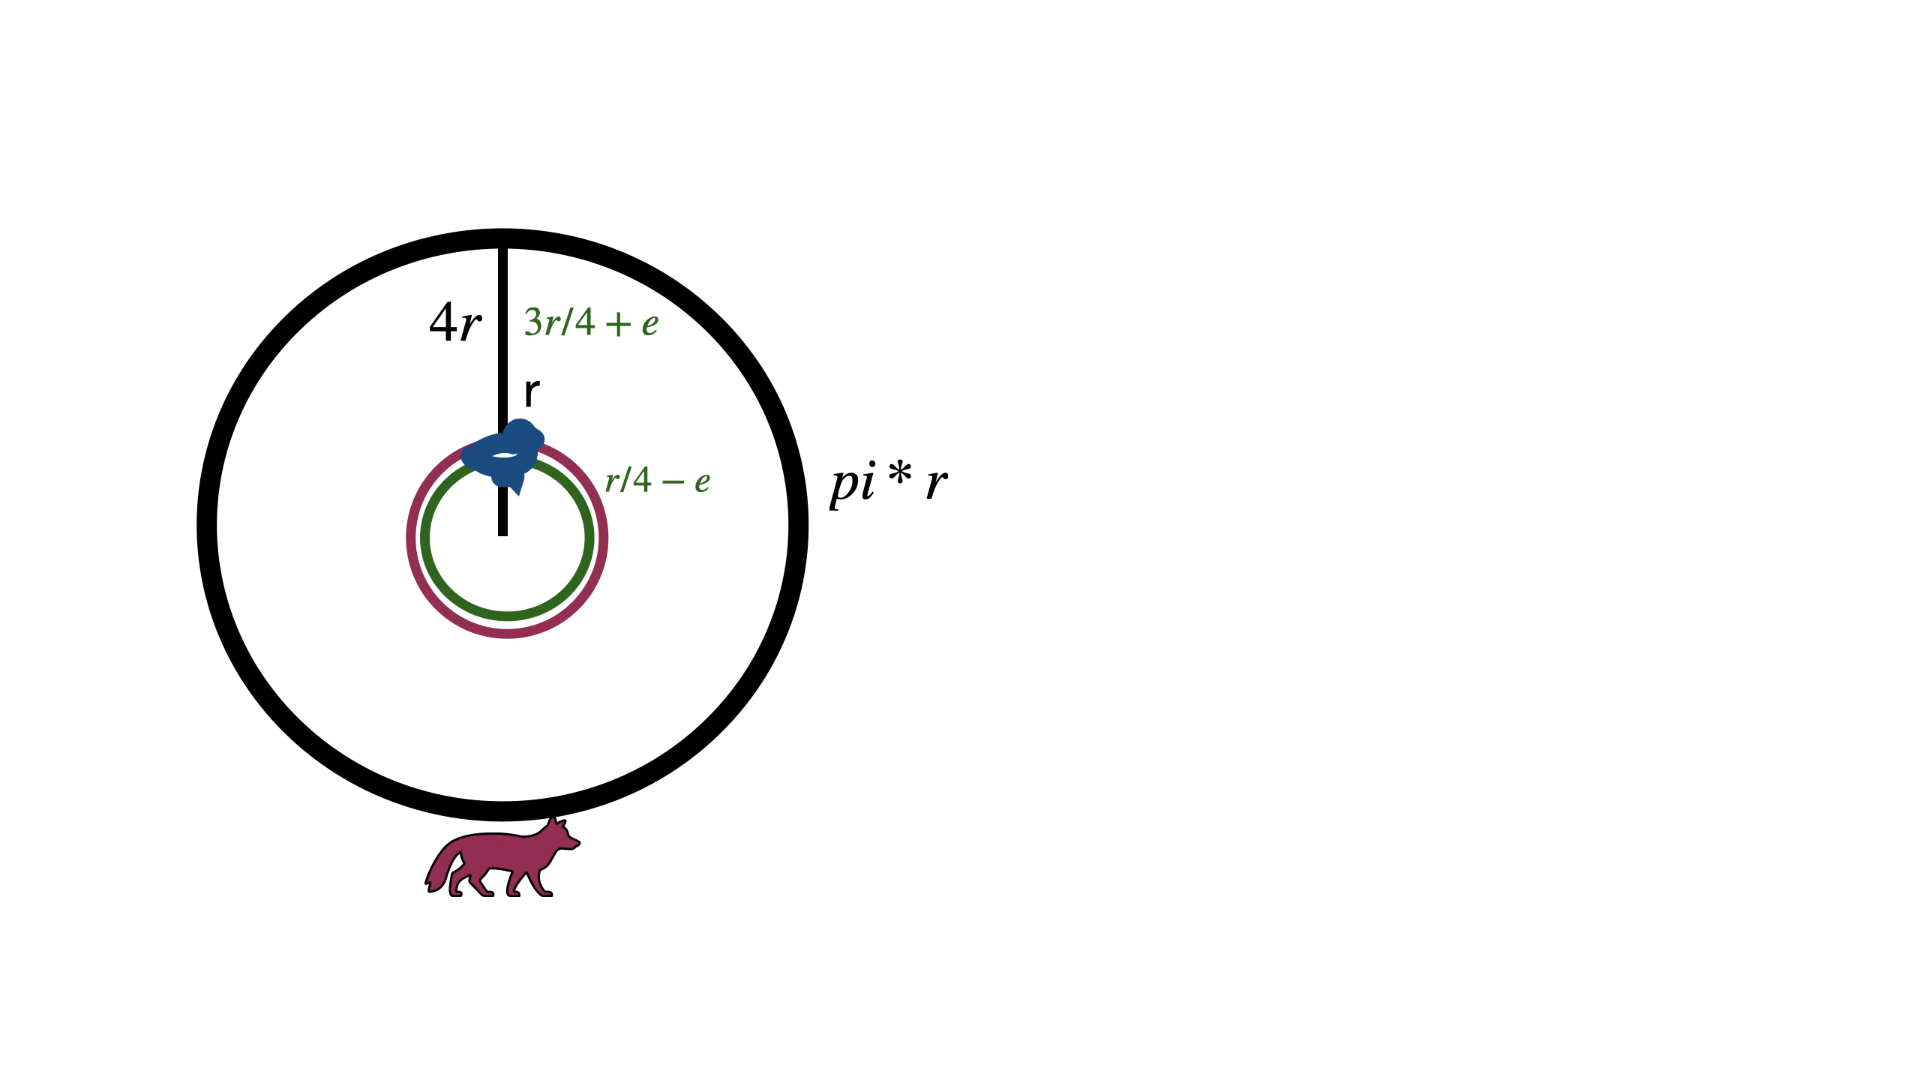 4r
3r/4 + e
r
r/4 − e
pi * r